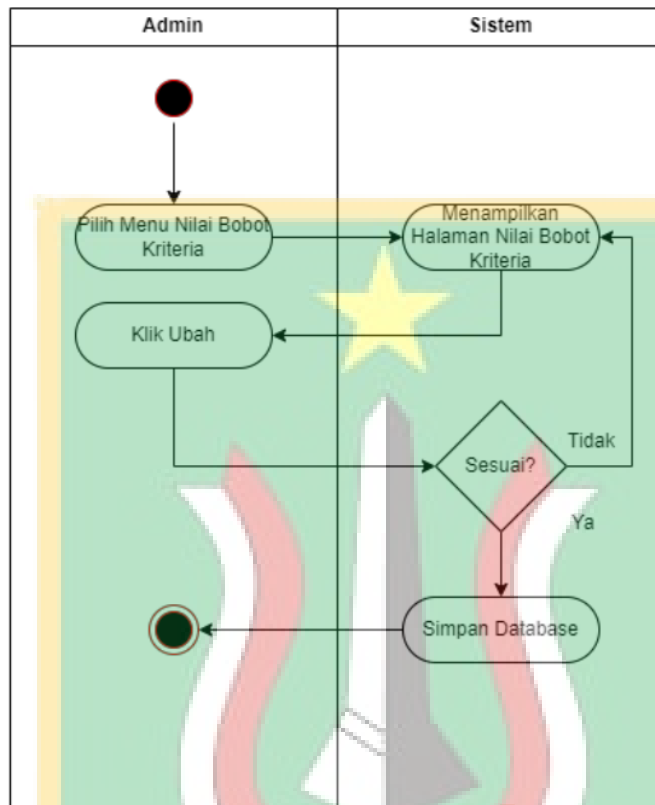 Admin
Sistem
Pilih Menu Nilai Bobot
Kriteria
Menampilkan
Halaman Nilai Bobot
Kriteria
Klik Ubah
Sesuai?
Tidak
Ya
Simpan Database